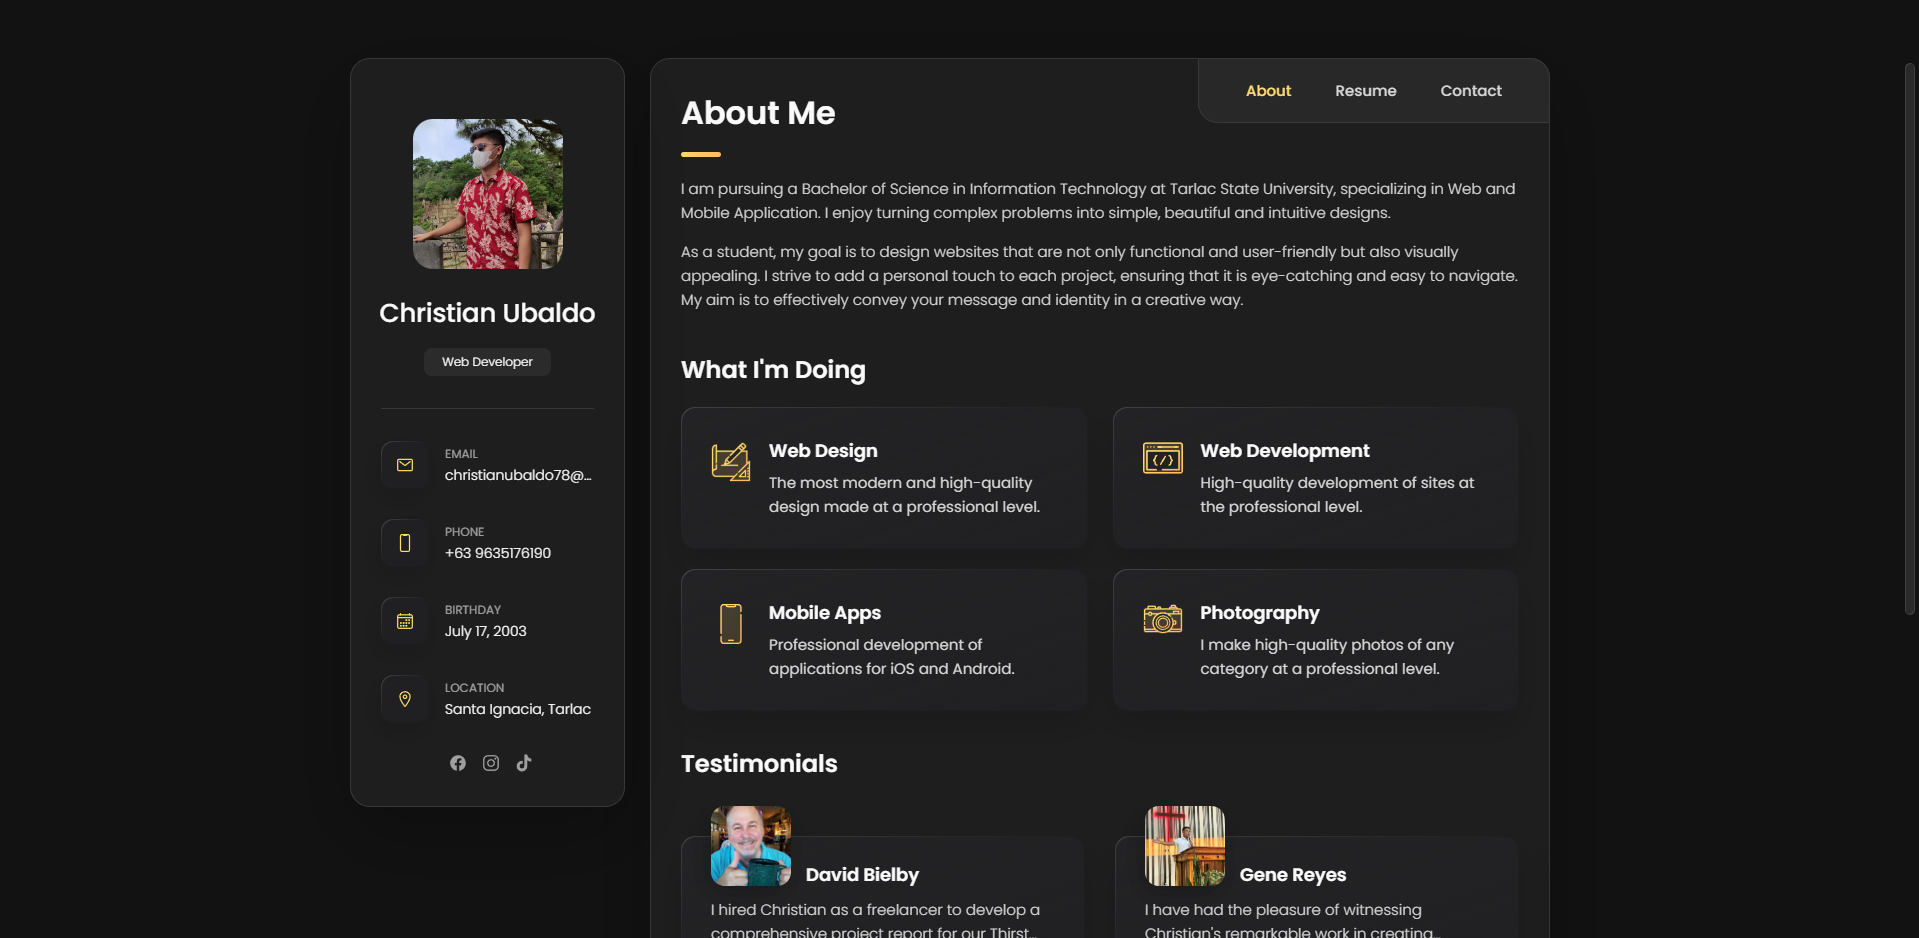 Christian Ubaldo
Web Developer
EMAIL
christianubaldo78@...
PHONE
+63 9635176190
BIRTHDAY
July 17, 2003
LOCATION
Santa Ignacia, Tarlac
About
Resume
Contact
About Me
I am pursuing a Bachelor of Science in Information Technology at Tarlac State University, specializing in Web and
Mobile Application. I enjoy turning complex problems into simple, beautiful and intuitive designs.
As a student, my goal is to design websites that are not only functional and user-friendly but also visually
appealing. I strive to add a personal touch to each project, ensuring that it is eye-catching and easy to navigate.
My aim is to effectively convey your message and identity in a creative way.
What I'm Doing
Web Design
The most modern and high-quality
design made at a professional level.
Web Development
High-quality development of sites at
the professional level.
Mobile Apps
Professional development of
applications for iOS and Android.
Photography
I make high-quality photos of any
category at a professional level.
Testimonials
David Bielby
I hired Christian as a freelancer to develop a
comprehensive project report for our Thirst...
Gene Reyes
I have had the pleasure of witnessing
Christian's remarkable work in creating...